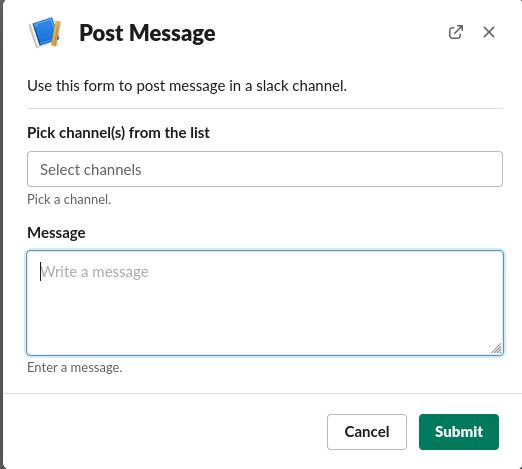 Post Message
Use this form to post message in a slack channel.
Pick channel(s) from the list
Select channels
Pick a channel.
Message
Write a message
Enter a message.
Cancel
Submit